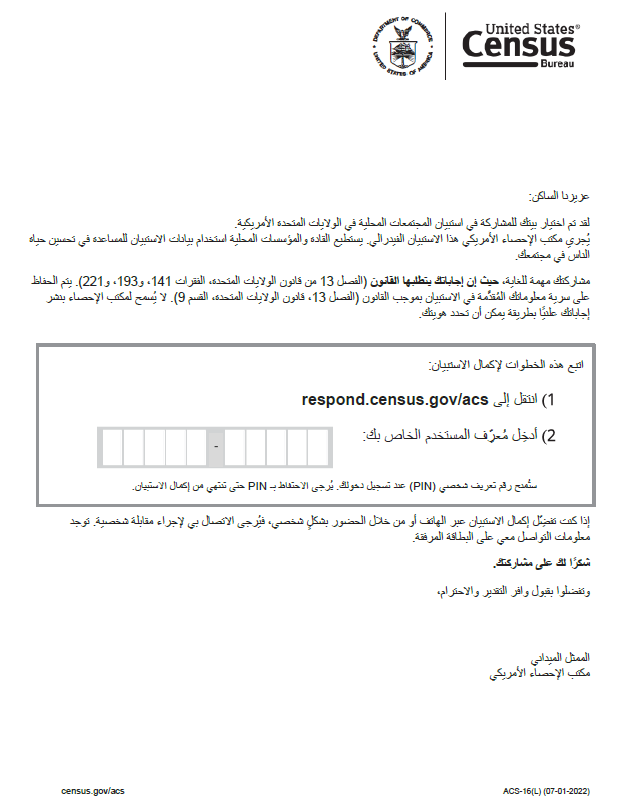 DEPARTMENT OF COMMERCE
UNITED STATES OF AMERICA
United States®
Census
Bureau
عزيزنا الساكن:
لقد تم اختيار بيتك للمشاركة في استبيان المجتمعات المحلية في الولايات المتحدة الأمريكية.
يُجري مكتب الإحصاء الأمريكي هذا الاستبيان الفيدرالي. يستطيع القادة والمؤسسات المحلية استخدام بيانات الاستبيان للمساعدة في تحسين حياة
الناس في مجتمعك.
مشاركتك مهمة للغاية، حيث إن إجاباتك يتطلبها القانون (الفصل 13 من قانون الولايات المتحدة، الفقرات 141، و193، و221). يتم الحفاظ
على سرية معلوماتك المُقدَّمة في الاستبيان بموجب القانون (الفصل 13، قانون الولايات المتحدة، القسم 9). لا يُسمح لمكتب الإحصاء بنشر
إجاباتك علنيًا بطريقة يمكن أن تحدد هويتك.
اتبع هذه الخطوات لإكمال الاستبيان:
1) انتقل إلى respond.census.gov/acs
2) أدخِل مُعرِّف المستخدم الخاص بك: -
ستُمنح رقم تعريف شخصي (PIN) عند تسجيل دخولك. يُرجى الاحتفاظ بـ PIN حتى تنتهي من إكمال الاستبيان.
إذا كنت تفضِّل إكمال الاستبيان عبر الهاتف أو من خلال الحضور بشكلٍ شخصي، فيُرجى الاتصال بي لإجراء مقابلة شخصية. توجد
معلومات التواصل معي على البطاقة المرفقة.
شكرًا لك على مشاركتك.
وتفضلوا بقبول وافر التقدير والاحترام،
الممثل الميداني
مكتب الإحصاء الأمريكي
census.gov/acs
ACS-16(L) (07-01-2022)